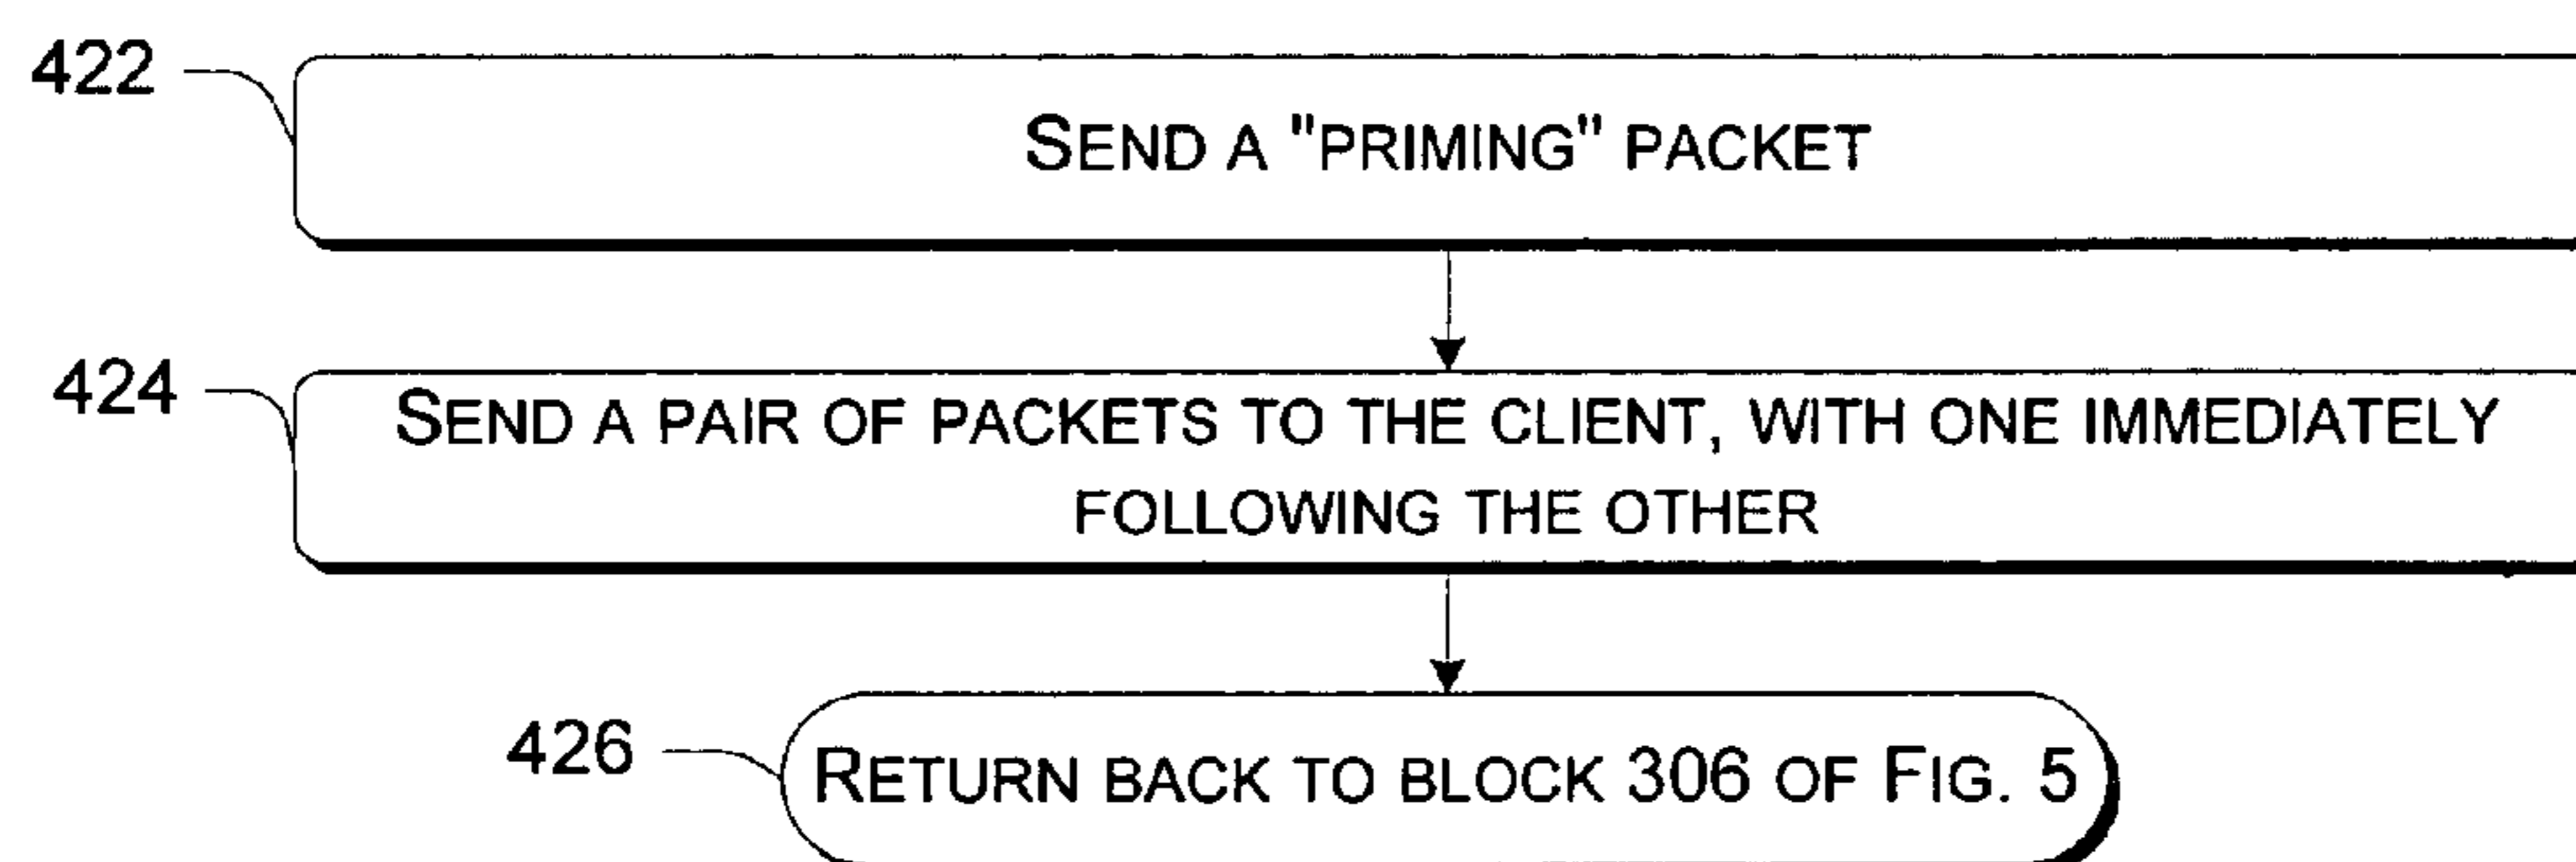 422
SEND A "PRIMING" PACKET
424
SEND A PAIR OF PACKETS TO THE CLIENT, WITH ONE IMMEDIATELY
FOLLOWING THE OTHER
426
RETURN BACK TO BLOCK 306 OF FIG. 5